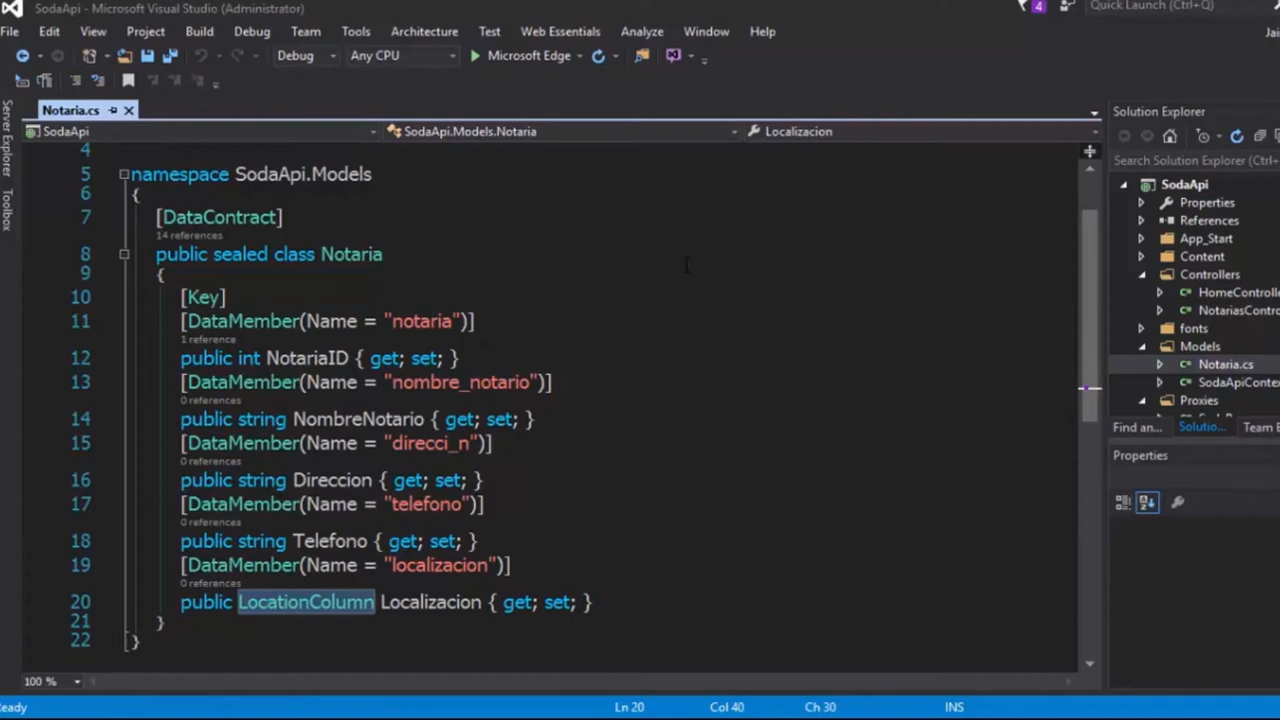 SodaApi - Microsoft Visual Studio (Administrator)
4
Quick Launch (Ctrl+Q)
File Edit View Project Build Debug Team Tools Architecture Test Web Essentials Analyze Window Help
Debug Any CPU Microsoft Edge
Server Explorer
Toolbox
Notaria.cs
SodaApi SodaApi.Models.Notaria Localizacion
4
5 namespace SodaApi.Models
6 {
7 [DataContract]
14 references
8 public sealed class Notaria
9 {
10 [Key]
11 [DataMember(Name = "notaria")]
1 reference
12 public int NotariaID { get; set; }
13 [DataMember(Name = "nombre_notario")]
0 references
14 public string NombreNotario { get; set; }
15 [DataMember(Name = "direcci_n")]
0 references
16 public string Direccion { get; set; }
17 [DataMember(Name = "telefono")]
0 references
18 public string Telefono { get; set; }
19 [DataMember(Name = "localizacion")]
0 references
20 public LocationColumn Localizacion { get; set; }
21 }
22 }
100 %
Solution Explorer
Search Solution Explorer (Ctrl
SodaApi
Properties
References
App_Start
Content
Controllers
HomeControlle
NotariasContro
fonts
Models
Notaria.cs
SodaApiConte
Proxies
Find an... Solutio... Team E
Properties
Ready Ln 20 Col 40 Ch 30 INS